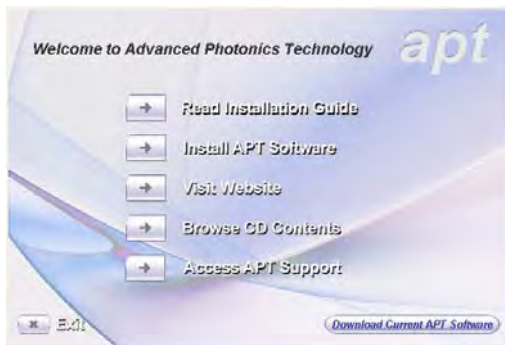 Welcome to Advanced Photonics Technology
apt
Read Installation Guide
Install APT Software
Visit Website
Browse CD Contents
Access APT Support
Exit
Download Current APT Software